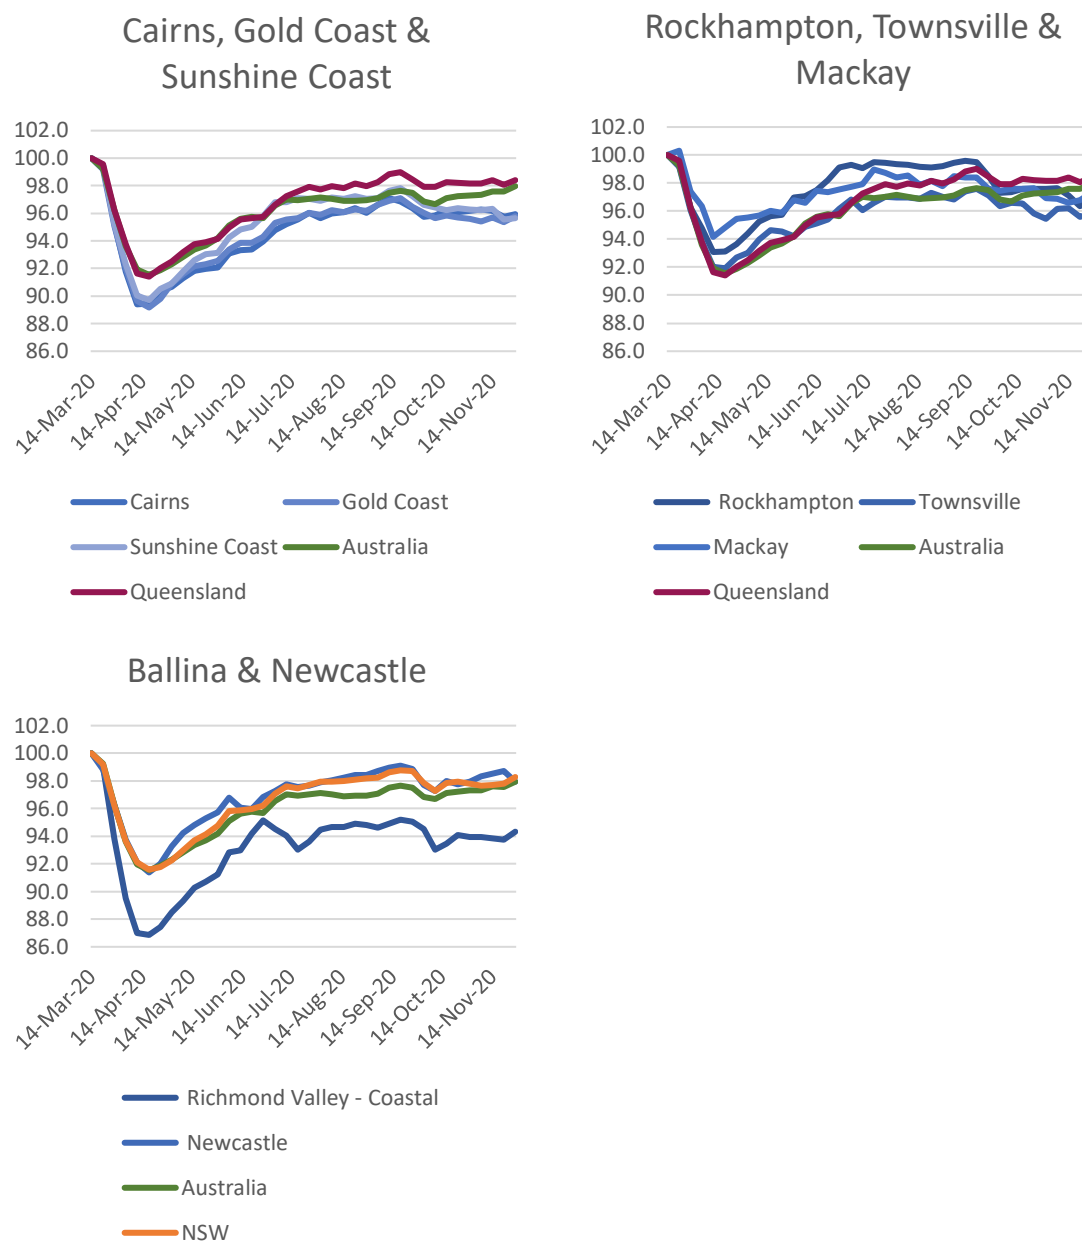 Cairns, Gold Coast &
Sunshine Coast
102.0
100.0
98.0
96.0
94.0
92.0
90.0
88.0
86.0
14-Mar-20
14-Apr-20
14-May-20
14-Jun-20
14-Jul-20
14-Aug-20
14-Sep-20
14-Oct-20
14-Nov-20
Cairns
Gold Coast
Sunshine Coast
Australia
Queensland
Rockhampton, Townsville &
Mackay
102.0
100.0
98.0
96.0
94.0
92.0
90.0
88.0
86.0
14-Mar-20
14-Apr-20
14-May-20
14-Jun-20
14-Jul-20
14-Aug-20
14-Sep-20
14-Oct-20
14-Nov-20
Rockhampton
Townsville
Mackay
Australia
Queensland
Ballina & Newcastle
102.0
100.0
98.0
96.0
94.0
92.0
90.0
88.0
86.0
14-Mar-20
14-Apr-20
14-May-20
14-Jun-20
14-Jul-20
14-Aug-20
14-Sep-20
14-Oct-20
14-Nov-20
Richmond Valley - Coastal
Newcastle
Australia
NSW